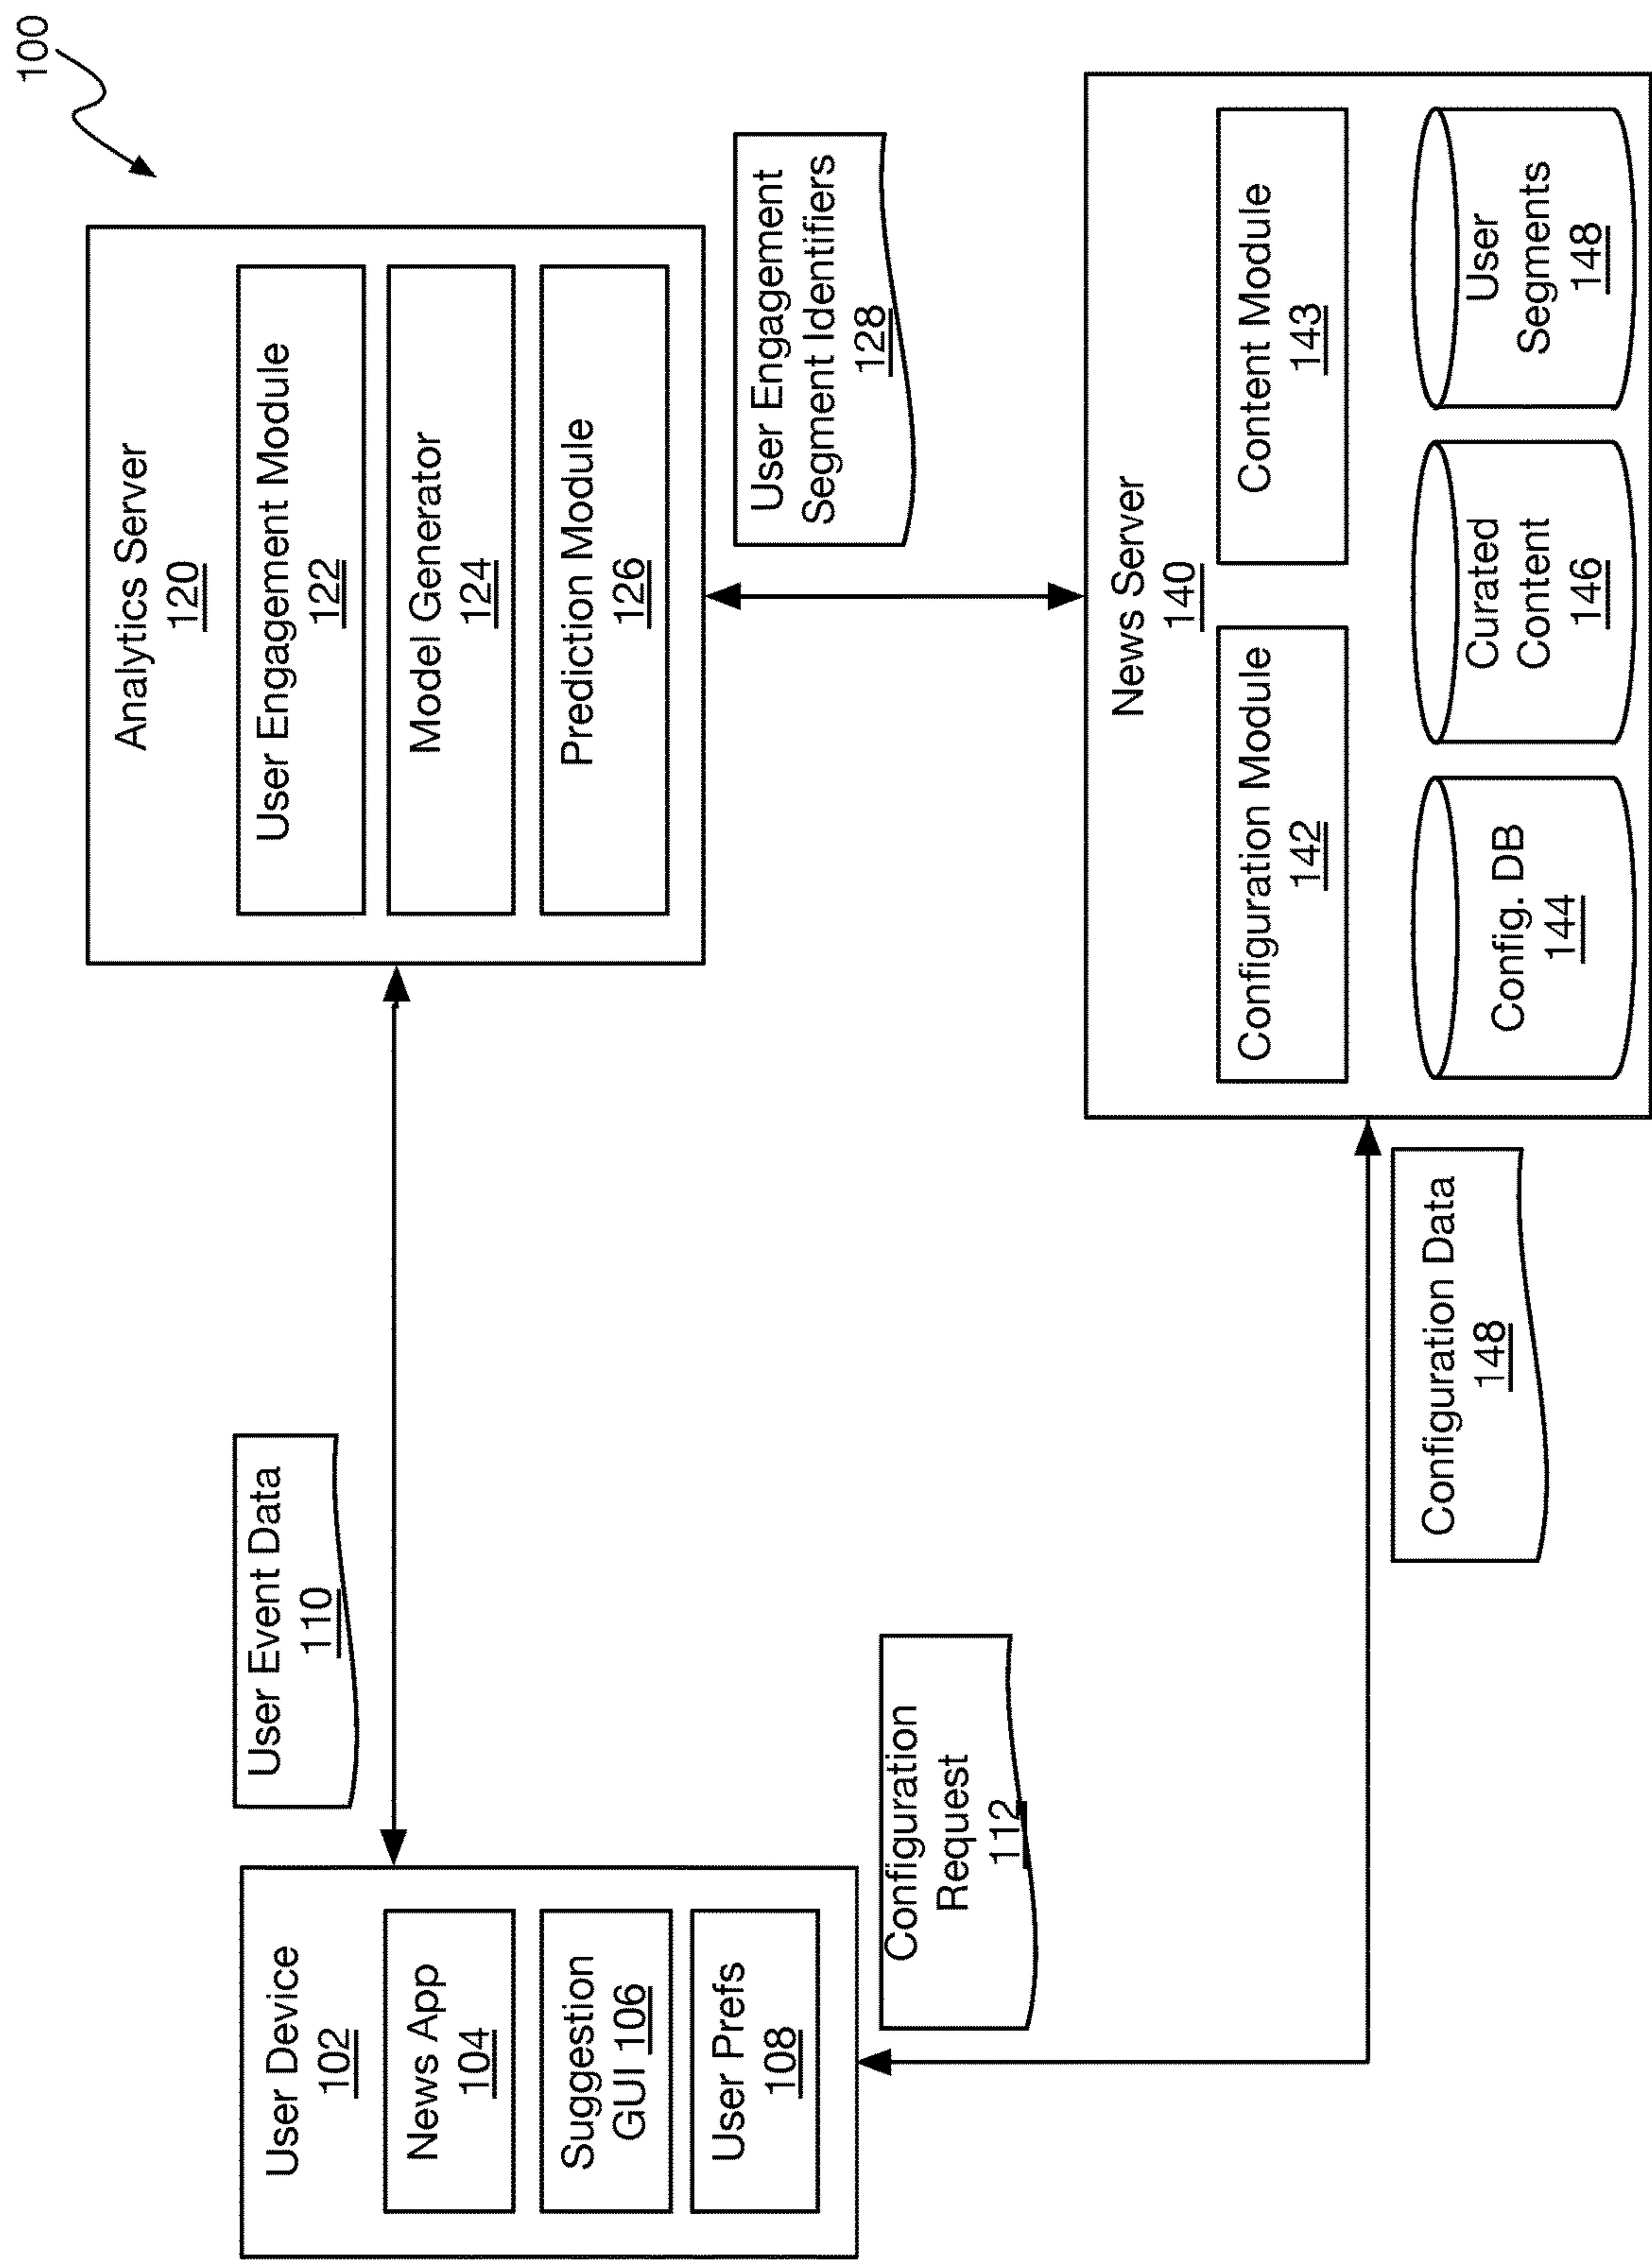 100
User Device
102
News App
104
Suggestion
GUI 106
User Prefs
108
User Event Data
110
Configuration
Request
112
Analytics Server
120
User Engagement Module
122
Model Generator
124
Prediction Module
126
User Engagement
Segment Identifiers
128
News Server
140
Configuration Module
142
Content Module
143
Config. DB
144
Curated
Content
146
User
Segments
148
Configuration Data
148